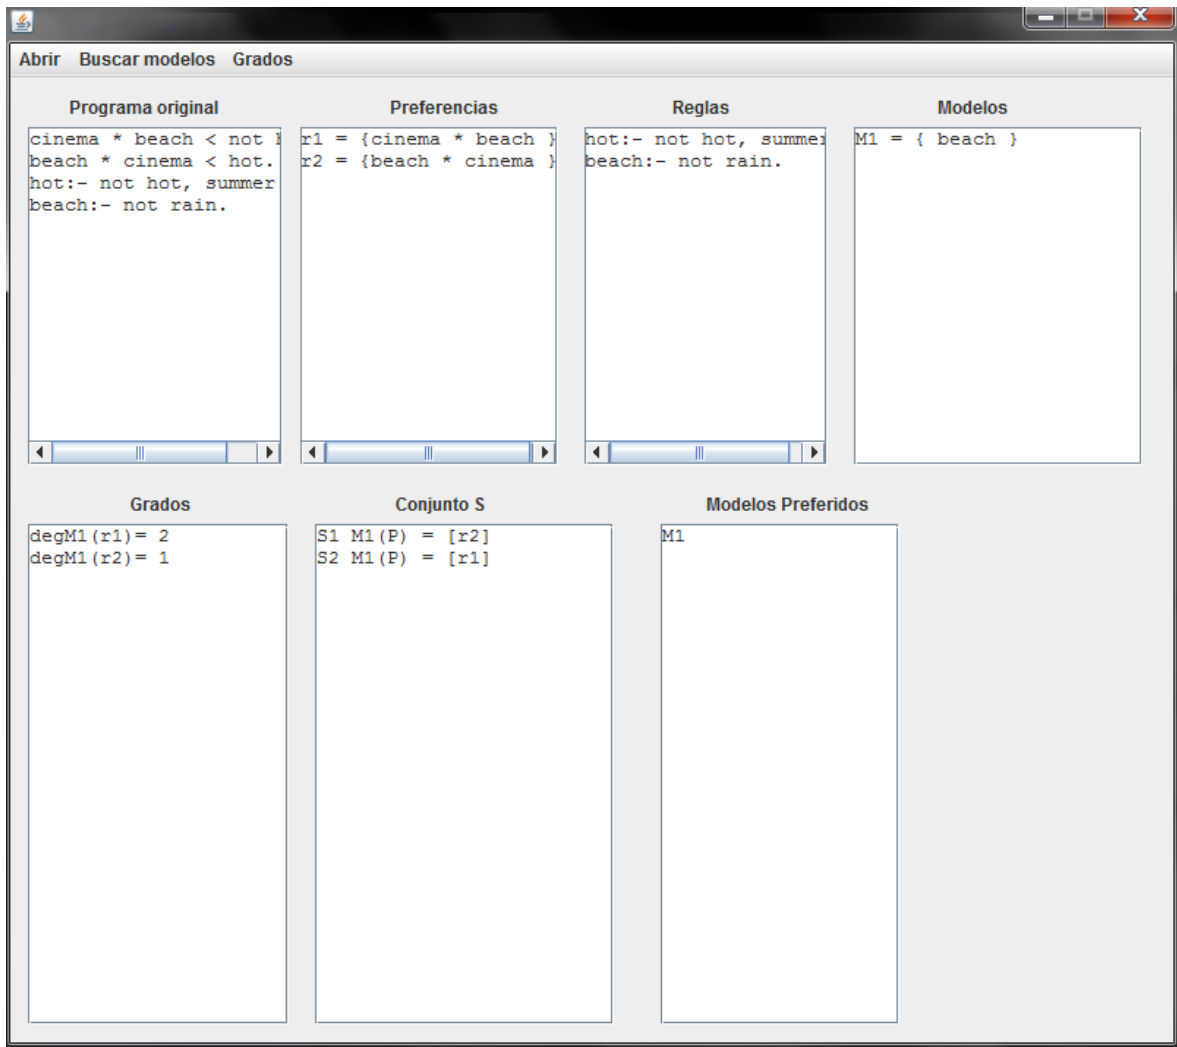 Abrir Buscar modelos Grados
Programa original
cinema * beach < not
beach * cinema < hot.
hot:- not hot, summer
beach:- not rain.
Preferencias
r1 = {cinema * beach }
r2 = {beach * cinema }
Reglas
hot:- not hot, summer
beach:- not rain.
Modelos
M1 = { beach }
Grados
degM1(r1)= 2
degM1(r2)= 1
Conjunto S
S1 M1(P) = [r2]
S2 M1(P) = [r1]
Modelos Preferidos
M1